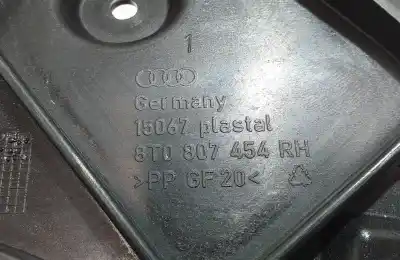 1
Germany
15067 plastal
8T0 807 454 RH
>PP GF20<